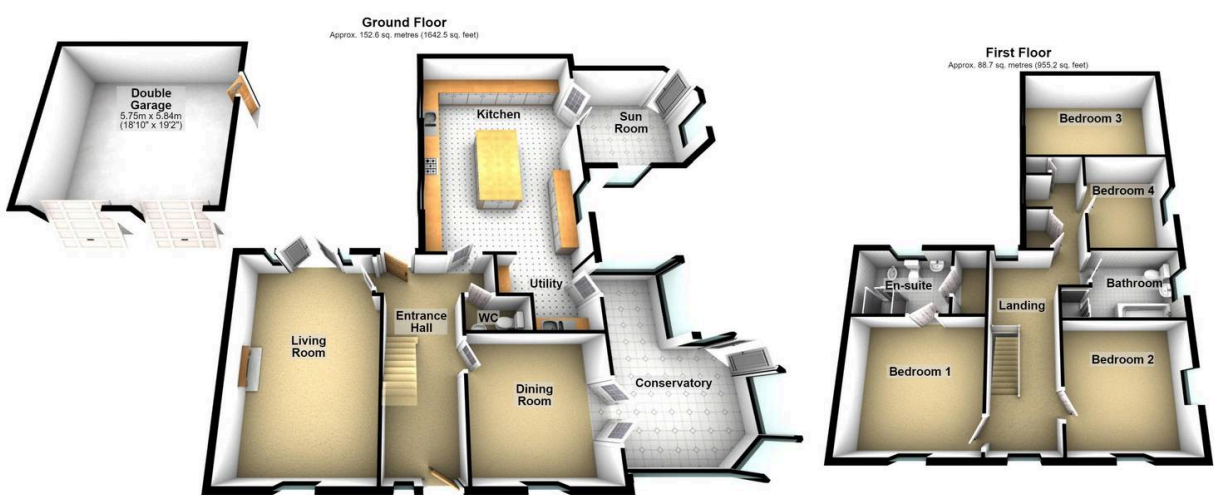 Ground Floor
Approx. 152.6 sq. metres (1642.5 sq. feet)
Double
Garage
5.75m x 5.84m
(18'10" x 19'2")
Kitchen
Sun
Room
Utility
WC
Entrance
Hall
Living
Room
Dining
Room
Conservatory
First Floor
Approx. 88.7 sq. metres (955.2 sq. feet)
Bedroom 3
Bedroom 4
En-suite
Landing
Bathroom
Bedroom 1
Bedroom 2